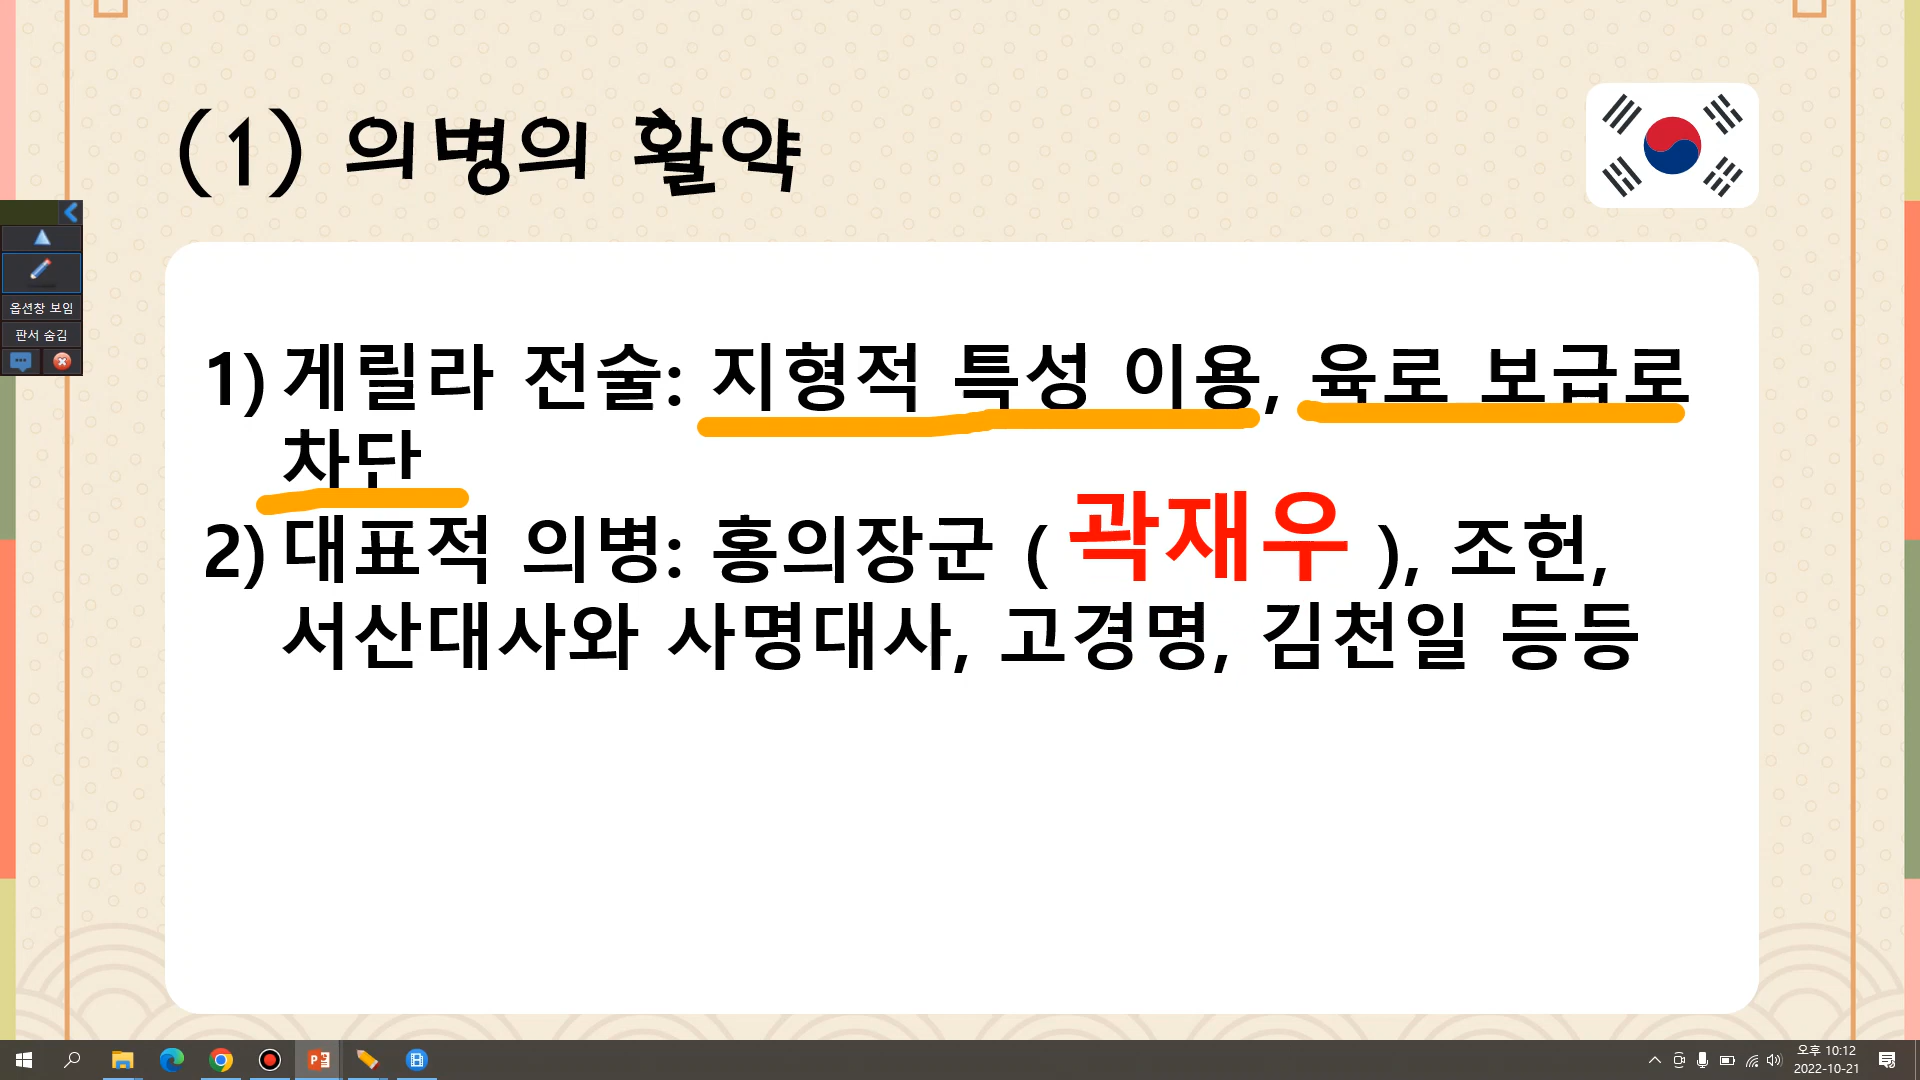 (1) 의병의 활약
옵션창 보임
판서 숨김
1) 게릴라 전술: 지형적 특성 이용, 육로 보급로
차단
2) 대표적 의병: 홍의장군 ( 곽재우 ), 조헌,
서산대사와 사명대사, 고경명, 김천일 등등
오후 10:12
2022-10-21